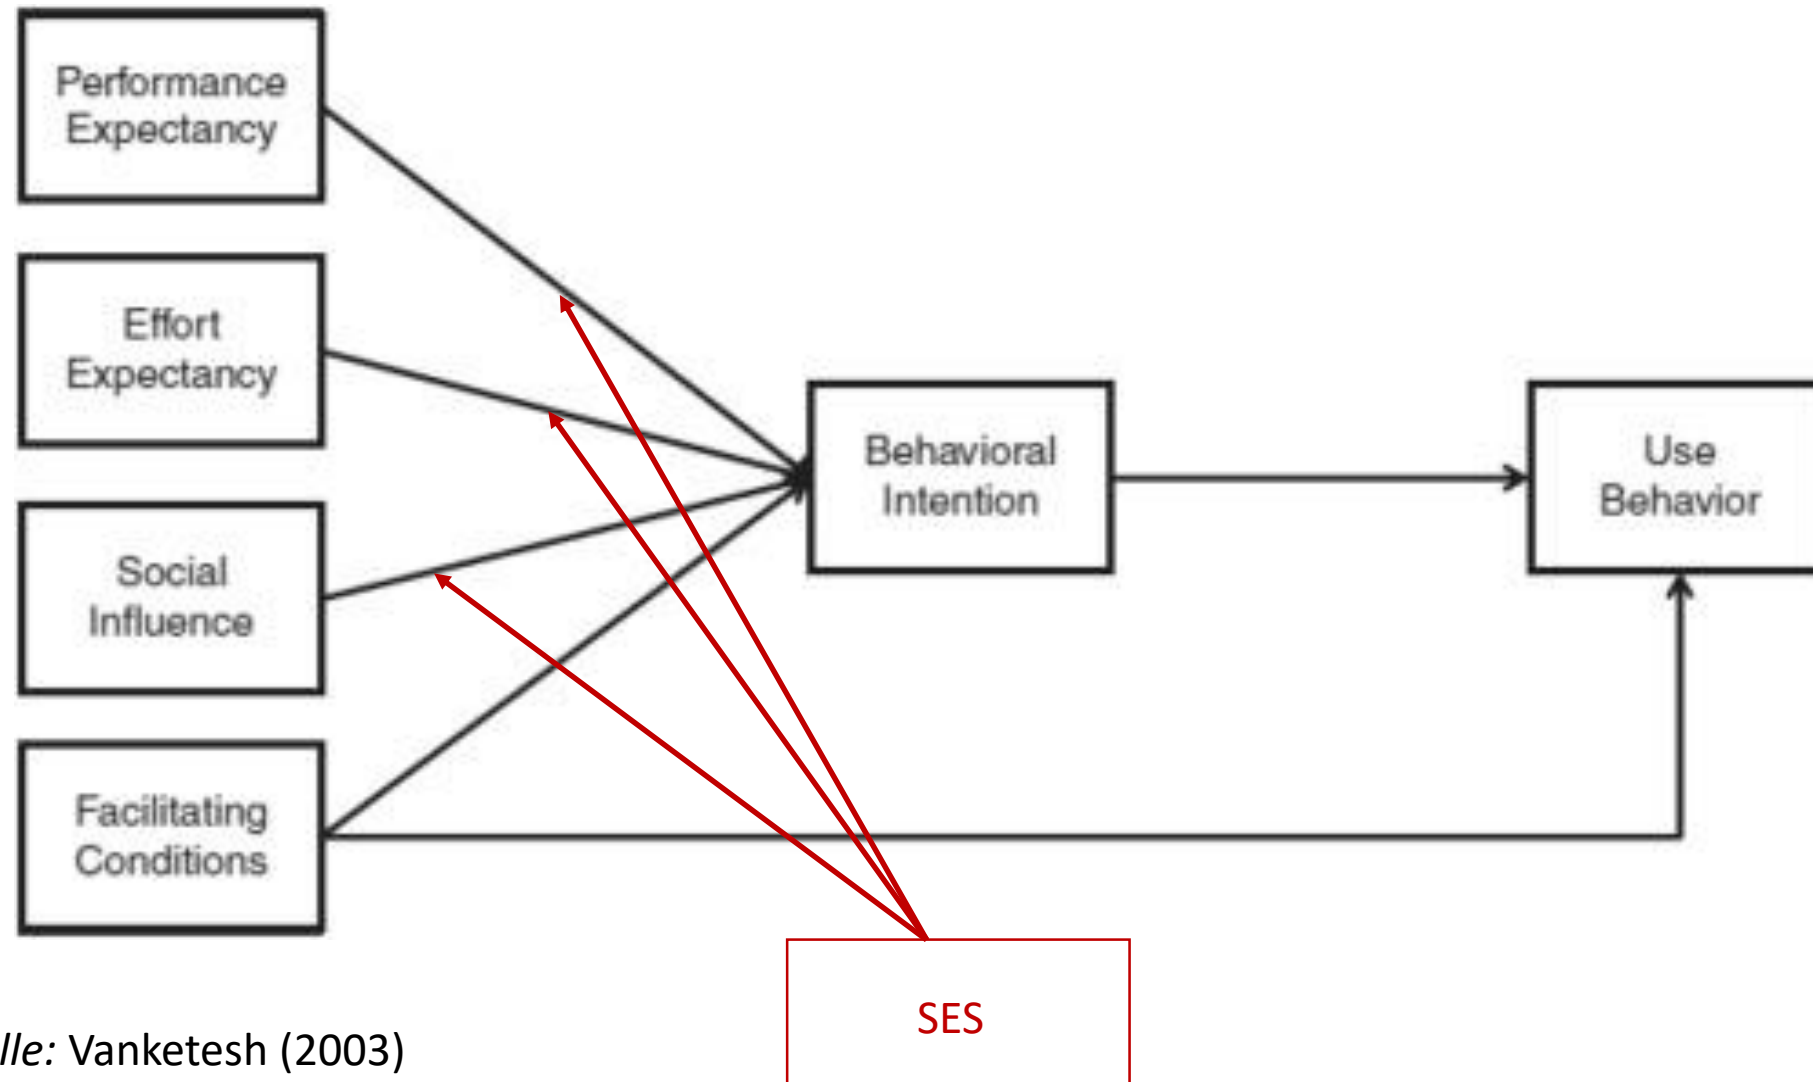 Performance
Expectancy
Effort
Expectancy
Social
Influence
Facilitating
Conditions
Behavioral
Intention
Use
Behavior
SES
lle: Vanketesh (2003)